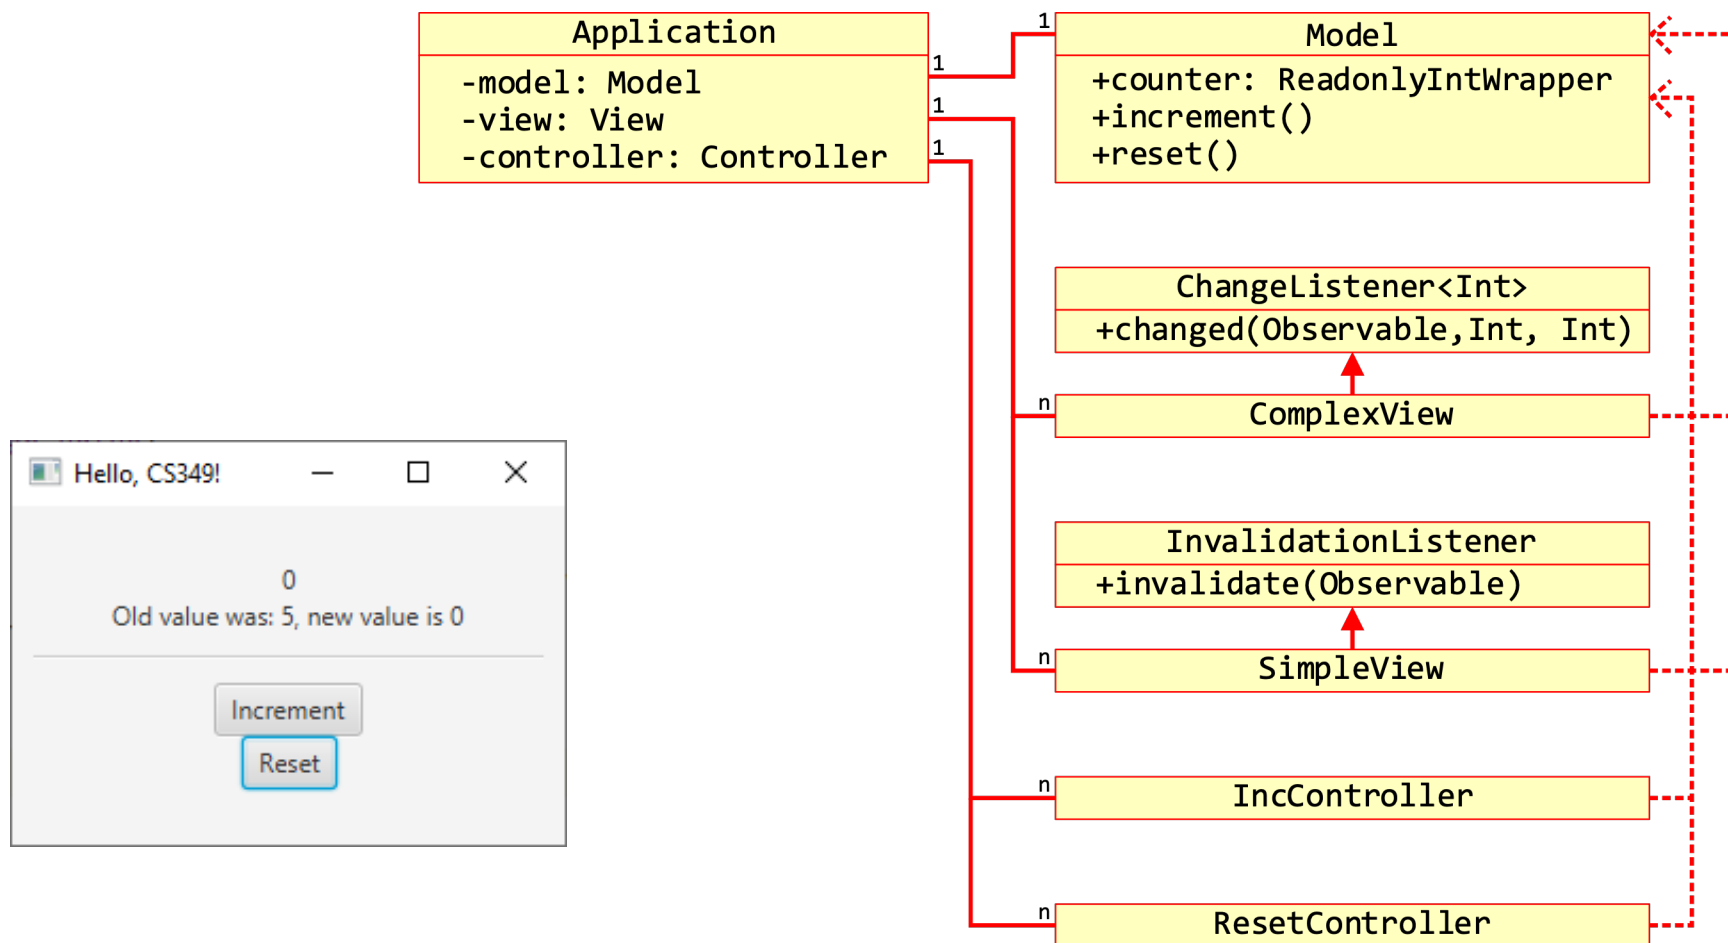 Application
-model: Model
-view: View
-controller: Controller
1
1
1
1
Model
+counter: ReadonlyIntWrapper
+increment()
+reset()
ChangeListener<Int>
+changed(Observable,Int, Int)
n
ComplexView
InvalidationListener
+invalidate(Observable)
n
SimpleView
n
IncController
n
ResetController
Hello, CS349!
0
Old value was: 5, new value is 0
Increment
Reset